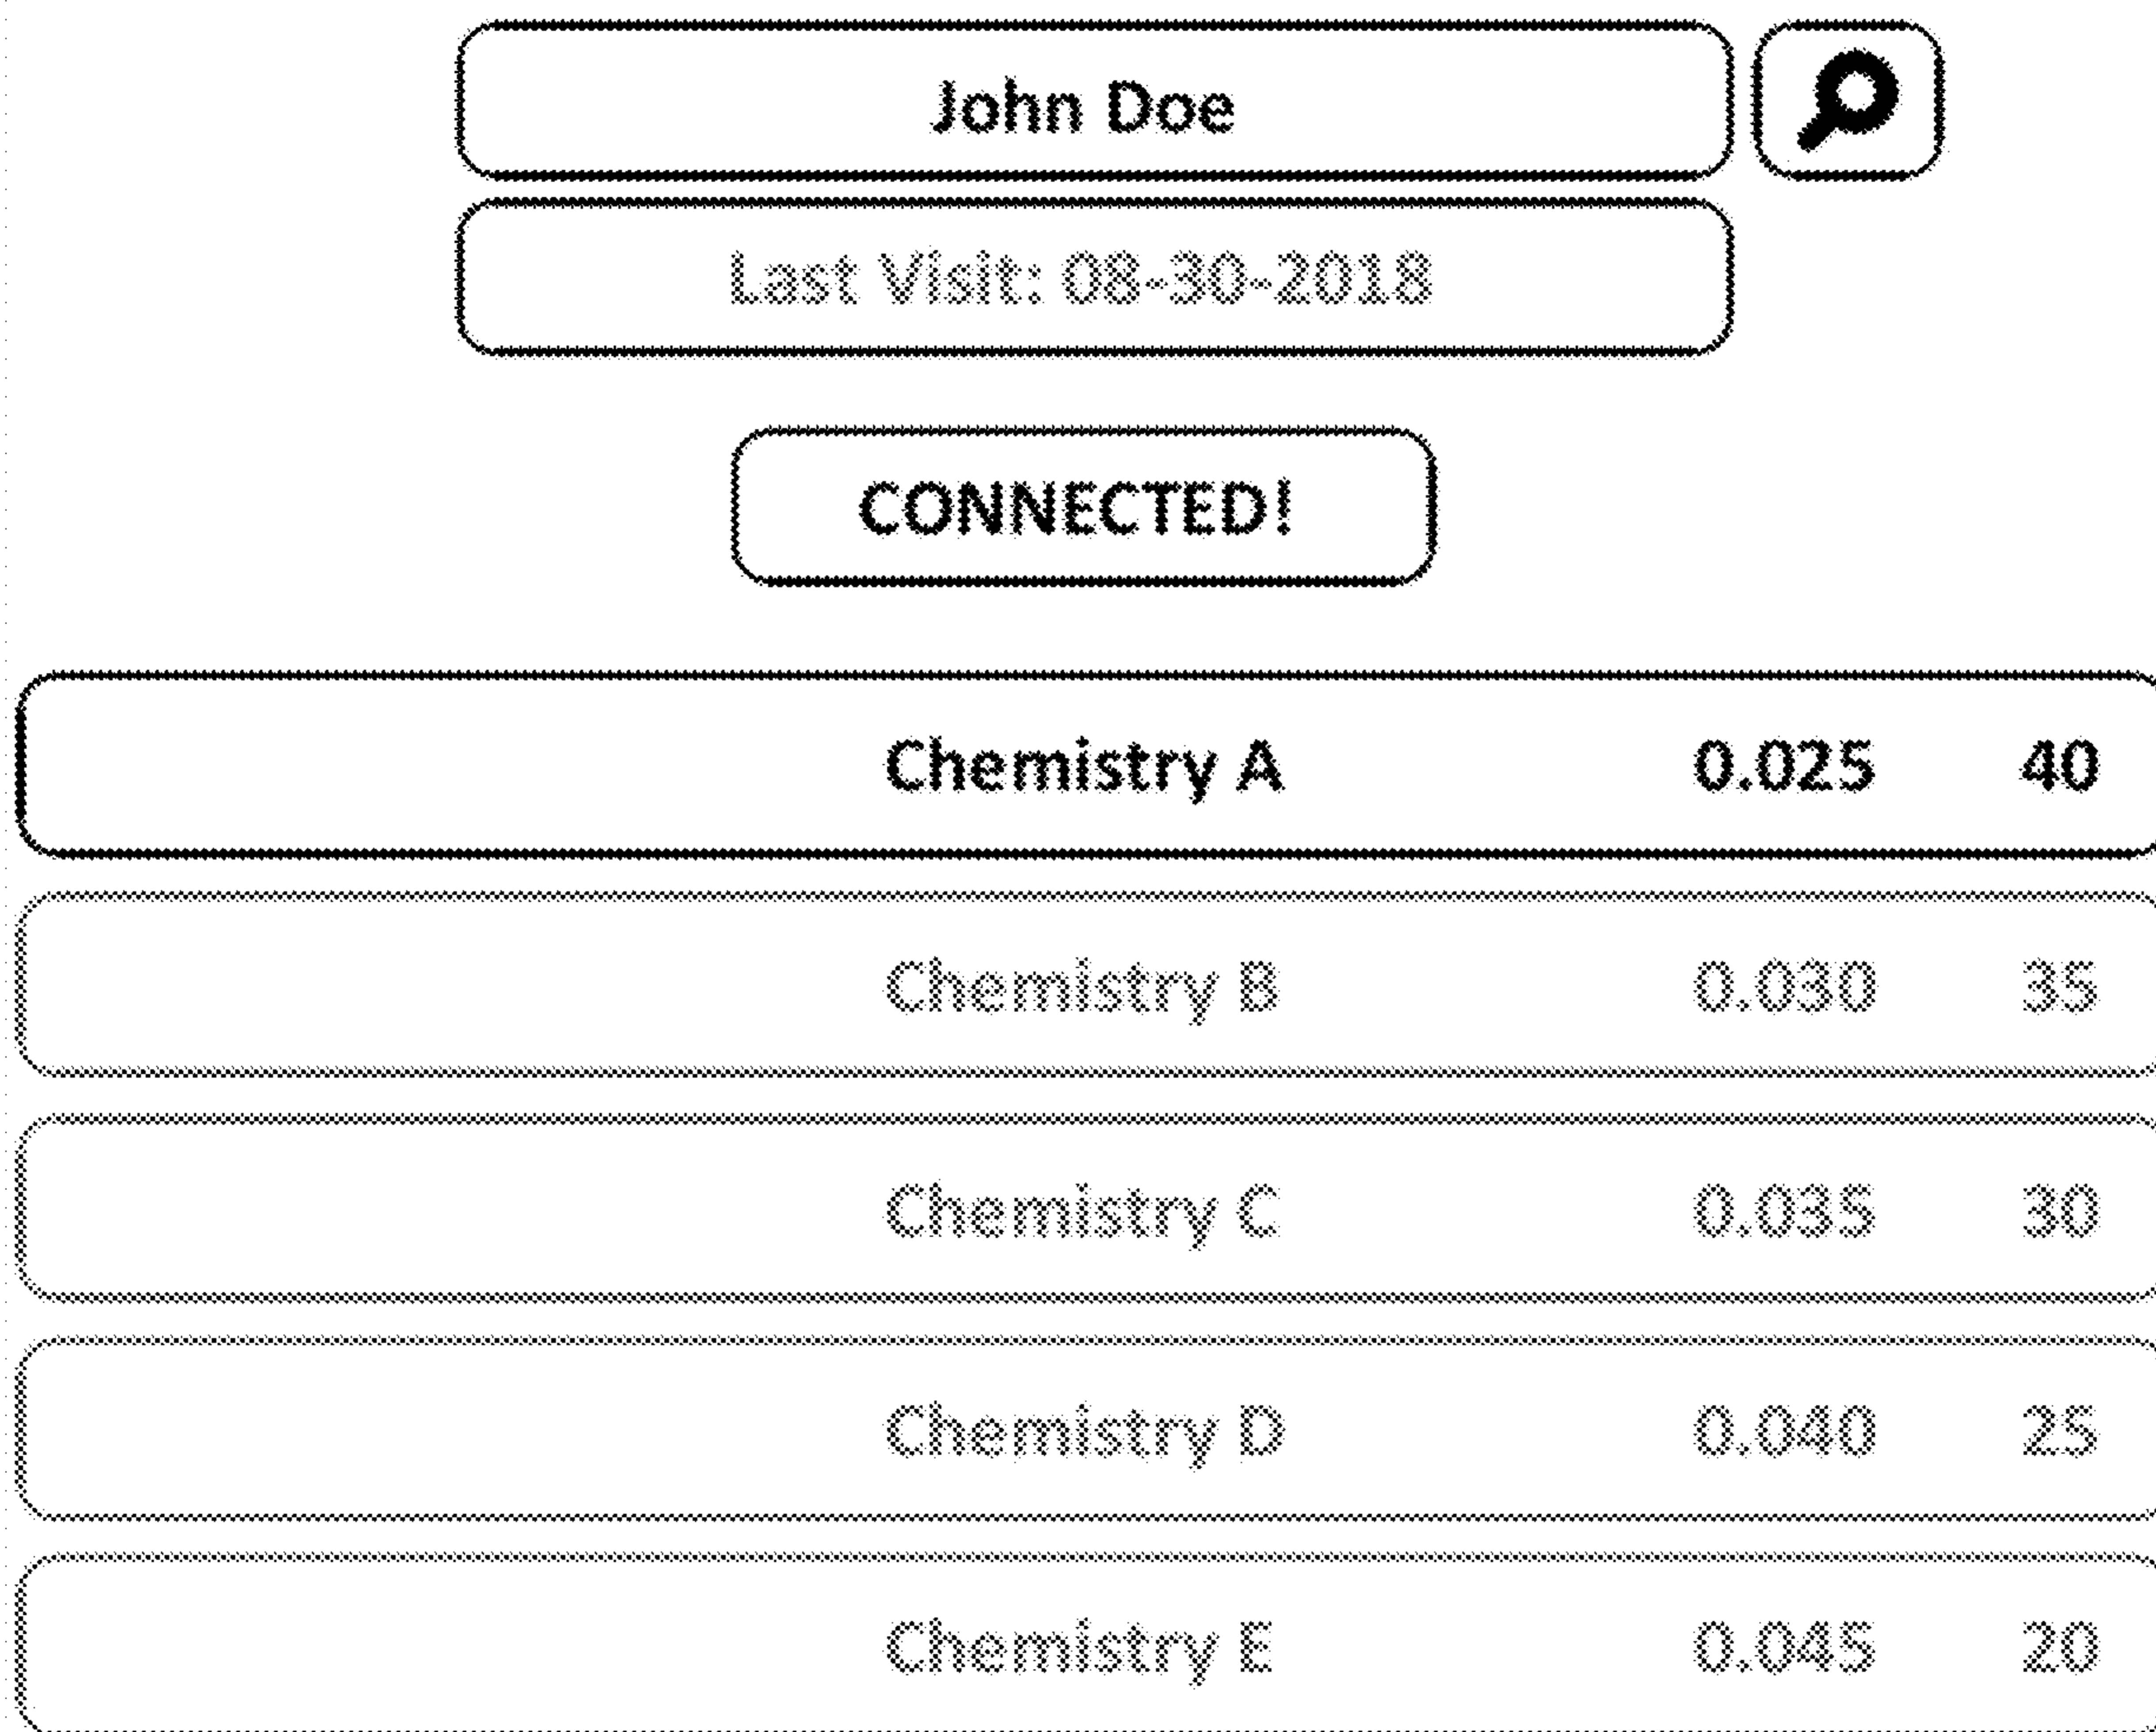 John Doe
Last Visit: 08-30-2018
CONNECTED!
Chemistry A 0.025 40
Chemistry B 0.030 35
Chemistry C 0.035 30
Chemistry D 0.040 25
Chemistry E 0.045 20